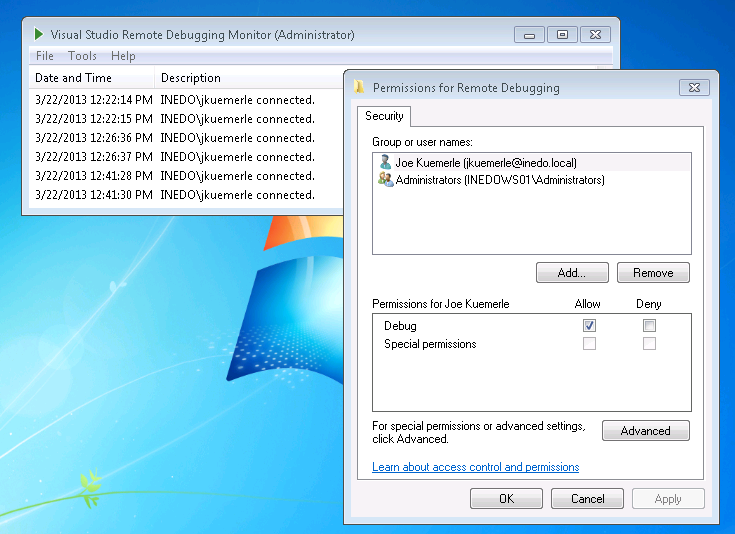 Visual Studio Remote Debugging Monitor (Administrator)
File Tools Help
Date and Time Description
3/22/2013 12:22:14 PM INEDO\jkuemerle connected.
3/22/2013 12:22:15 PM INEDO\jkuemerle connected.
3/22/2013 12:26:36 PM INEDO\jkuemerle connected.
3/22/2013 12:26:37 PM INEDO\jkuemerle connected.
3/22/2013 12:41:28 PM INEDO\jkuemerle connected.
3/22/2013 12:41:30 PM INEDO\jkuemerle connected.
Permissions for Remote Debugging
Security
Group or user names:
Joe Kuemerle (jkuemerle@inedo.local)
Administrators (INEDOWS01\Administrators)
Add... Remove
Permissions for Joe Kuemerle Allow Deny
Debug
Special permissions
For special permissions or advanced settings,
click Advanced.
Advanced
Learn about access control and permissions
OK Cancel Apply